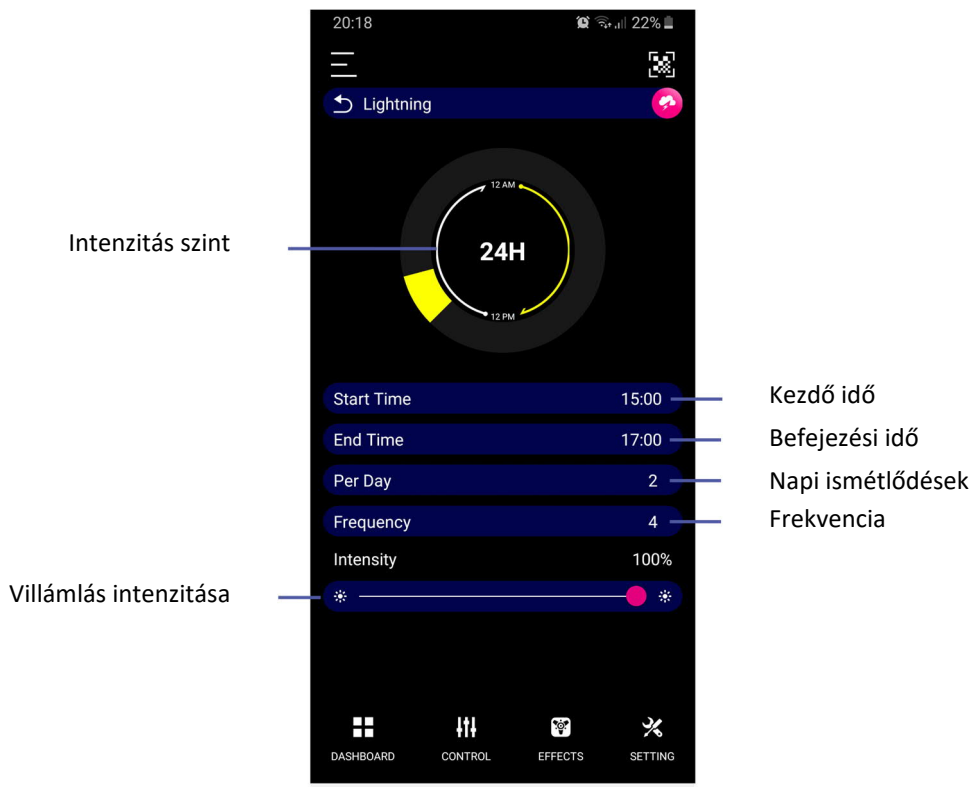 20:18 22%
Lightning
12 AM
Intenzitás szint
24H
12 PM
Start Time 15:00 Kezdő idő
End Time 17:00 Befejezési idő
Per Day 2 Napi ismétlődések
Frequency 4 Frekvencia
Intensity 100%
Villámlás intenzitása
DASHBOARD CONTROL EFFECTS SETTING